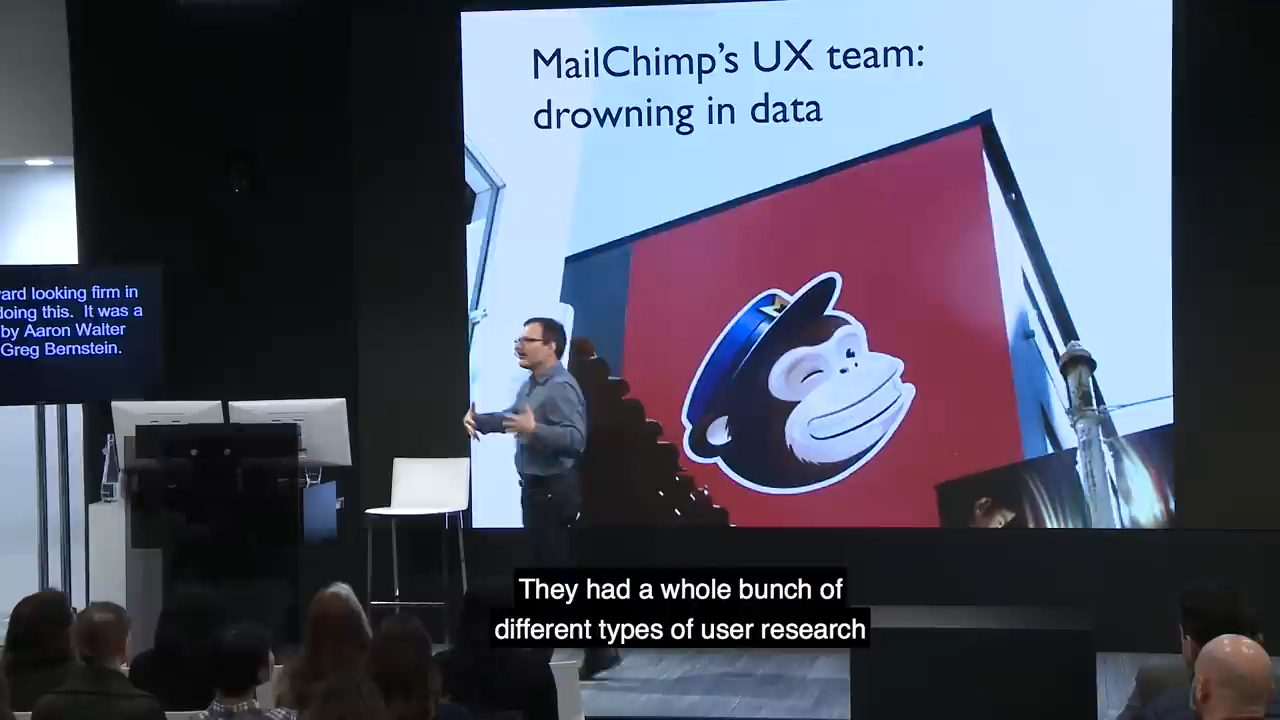 MailChimp's UX team:
drowning in data
ard looking firm in
doing this. It was a
by Aaron Walter
Greg Bernstein.
They had a whole bunch of
different types of user research